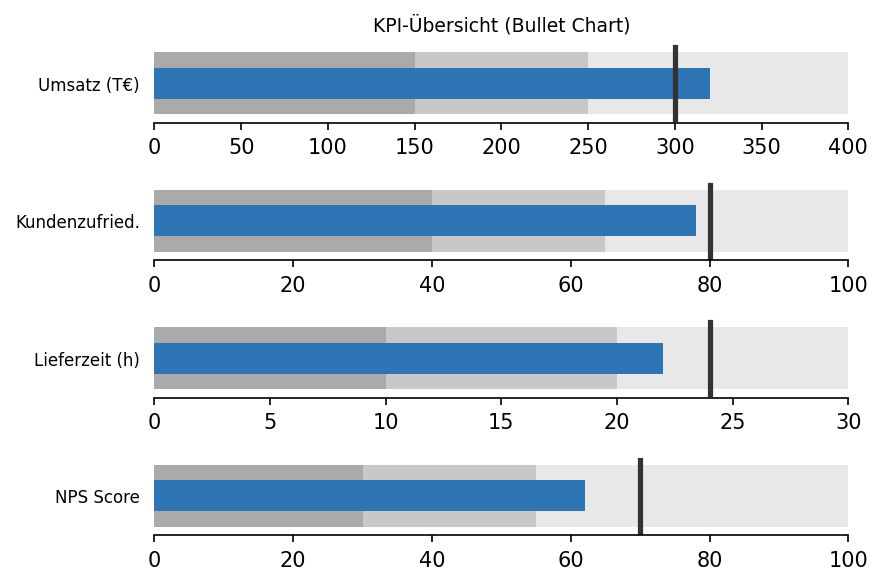 KPI-Übersicht (Bullet Chart)
Umsatz (T€)
0 50 100 150 200 250 300 350 400
Kundenzufried.
0 20 40 60 80 100
Lieferzeit (h)
0 5 10 15 20 25 30
NPS Score
0 20 40 60 80 100